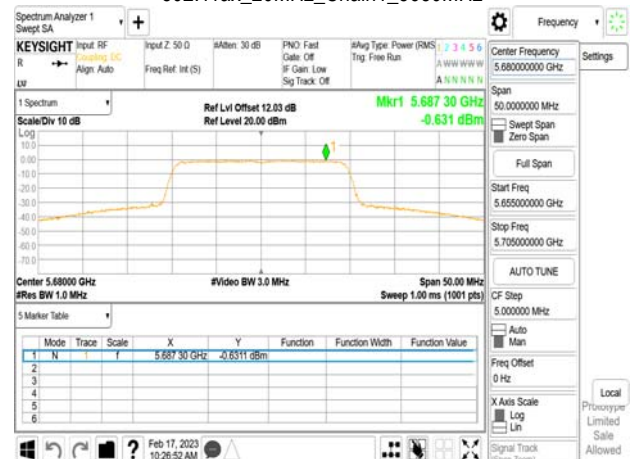 Spectrum Analyzer 1
Swept SA
+
Frequency
KEYSIGHT
R
Input: RF
Coupling: DC
Align: Auto
Input Z: 50 Ω
Freq Ref: Int (S)
#Atten: 30 dB
PNO: Fast
Gate: Off
IF Gain: Low
Sig Track: Off
#Avg Type: Power (RMS
Trig: Free Run
1 2 3 4 5 6
A W W W W W
A N N N N N
1 Spectrum
Scale/Div 10 dB
Log
Ref Lvl Offset 12.03 dB
Ref Level 20.00 dBm
Mkr1 5.687 30 GHz
-0.631 dBm
10.0
0.00
-10.0
-20.0
-30.0
-40.0
-50.0
-60.0
-70.0
1
Center 5.68000 GHz
#Res BW 1.0 MHz
#Video BW 3.0 MHz
Span 50.00 MHz
Sweep 1.00 ms (1001 pts)
5 Marker Table
Mode Trace Scale X Y Function Function Width Function Value
1 N 1 f 5.687 30 GHz -0.6311 dBm
2
3
4
5
6
Feb 17, 2023
10:26:52 AM
?
Center Frequency
5.680000000 GHz
Settings
Span
50.0000000 MHz
Swept Span
Zero Span
Full Span
Start Freq
5.655000000 GHz
Stop Freq
5.705000000 GHz
AUTO TUNE
CF Step
5.000000 MHz
Auto
Man
Freq Offset
0 Hz
X Axis Scale
Log
Lin
Signal Track
Local
Prototype
Limited
Sale
Allowed